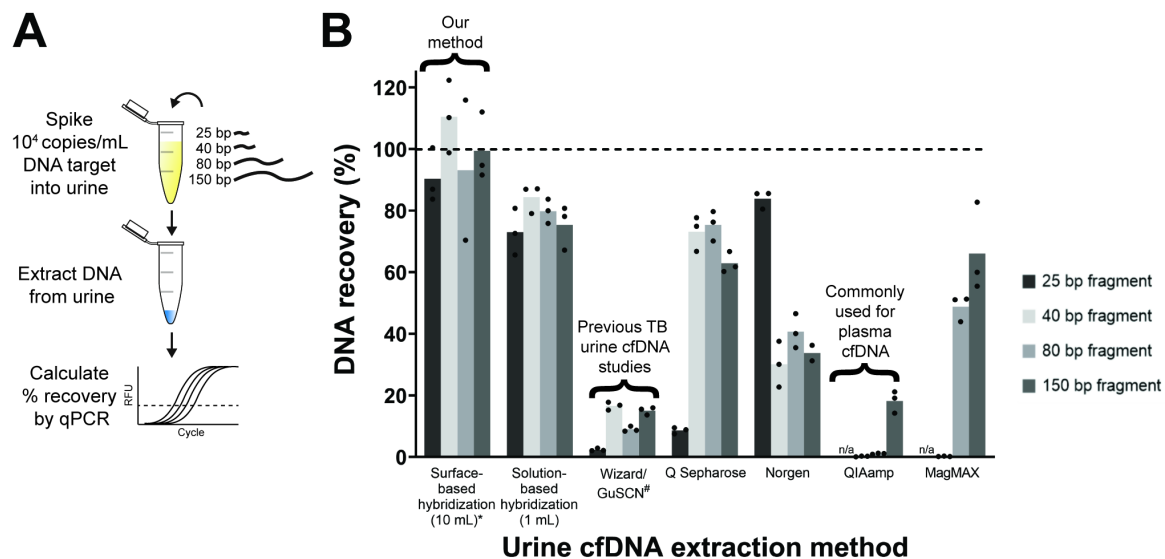 A
Spike
10⁴ copies/mL
DNA target
into urine
25 bp
40 bp
80 bp
150 bp
Extract DNA
from urine
Calculate
% recovery
by qPCR
RFU
Cycle
B
Our
method
DNA recovery (%)
120
100
80
60
40
20
0
Previous TB
urine cfDNA
studies
Commonly
used for
plasma
cfDNA
n/a
n/a
Surface-
based
hybridization
(10 mL)*
Solution-
based
hybridization
(1 mL)
Wizard/
GuSCN#
Q Sepharose
Norgen
QIAamp
MagMAX
Urine cfDNA extraction method
25 bp fragment
40 bp fragment
80 bp fragment
150 bp fragment